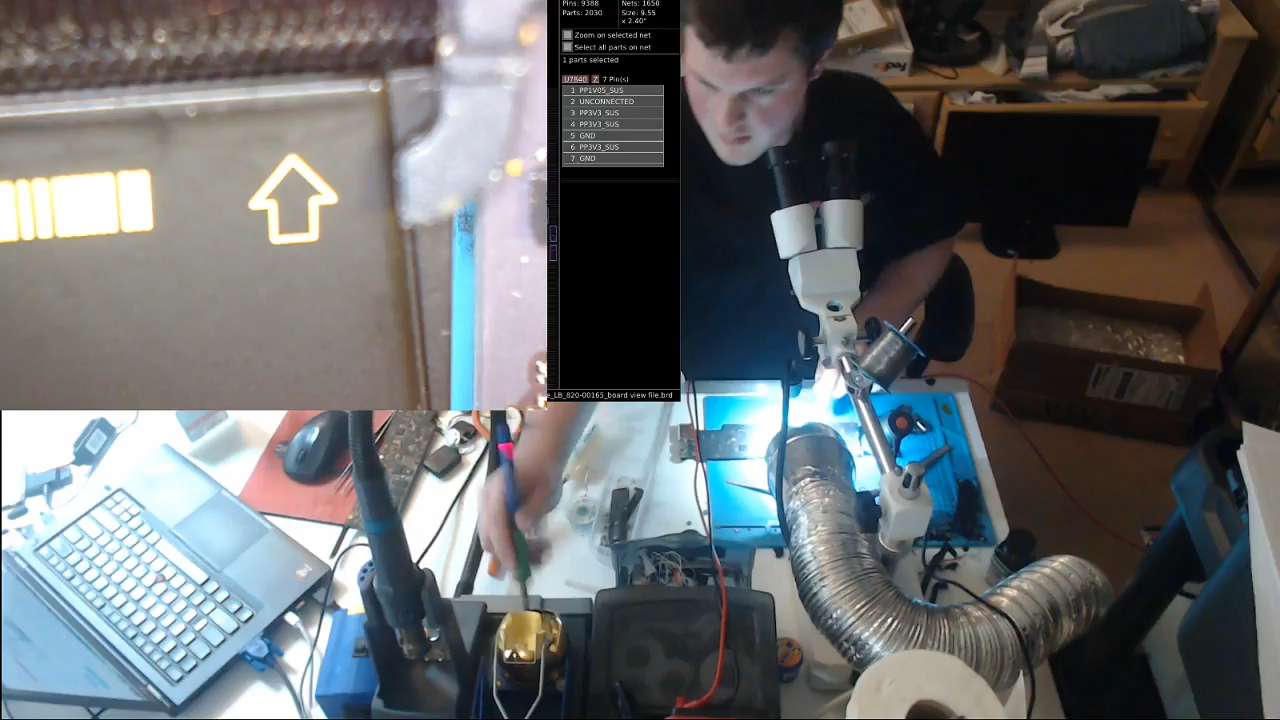 Pins: 9388 Nets: 1650
Parts: 2030 Size: 9.55
x 2.40"
Zoom on selected net
Select all parts on net
1 parts selected
U7840 Z 7 Pin(s)
1 PP1V05_SUS
2 UNCONNECTED
3 PP3V3_SUS
4 PP3V3_SUS
5 GND
6 PP3V3_SUS
7 GND
e_LB_820-00165_board view file.brd
FedEx